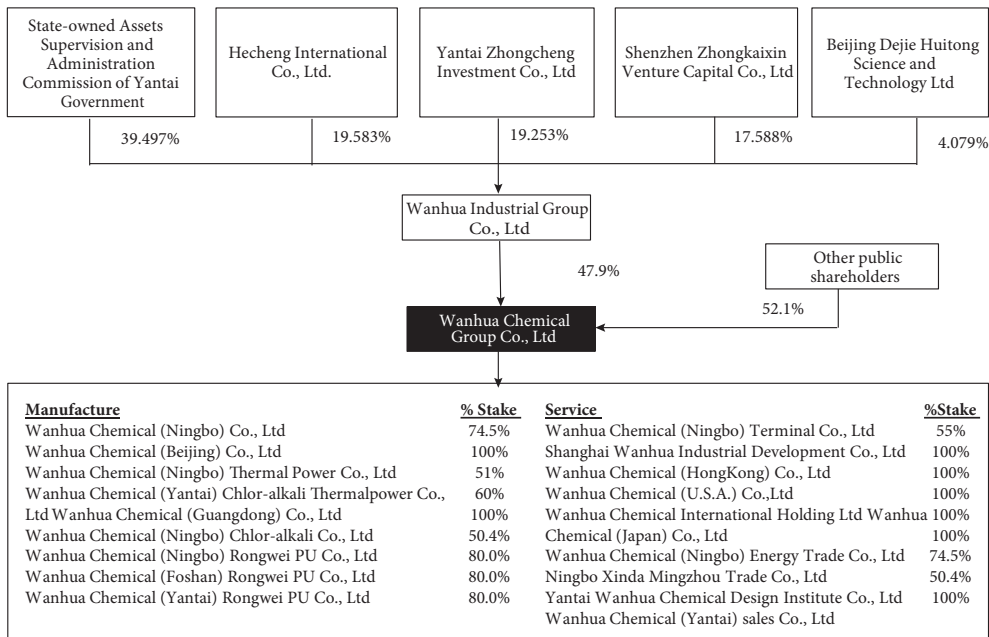 State-owned Assets
Supervision and
Administration
Commission of Yantai
Government
Hecheng International
Co., Ltd.
Yantai Zhongcheng
Investment Co., Ltd
Shenzhen Zhongkaixin
Venture Capital Co., Ltd
Beijing Dejie Huitong
Science and
Technology Ltd
39.497%
19.583%
19.253%
17.588%
4.079%
Wanhua Industrial Group
Co., Ltd
47.9%
Other public
shareholders
52.1%
Wanhua Chemical
Group Co., Ltd
Manufacture % Stake
Wanhua Chemical (Ningbo) Co., Ltd 74.5%
Wanhua Chemical (Beijing) Co., Ltd 100%
Wanhua Chemical (Ningbo) Thermal Power Co., Ltd 51%
Wanhua Chemical (Yantai) Chlor-alkali Thermalpower Co., 60%
Ltd Wanhua Chemical (Guangdong) Co., Ltd 100%
Wanhua Chemical (Ningbo) Chlor-alkali Co., Ltd 50.4%
Wanhua Chemical (Ningbo) Rongwei PU Co., Ltd 80.0%
Wanhua Chemical (Foshan) Rongwei PU Co., Ltd 80.0%
Wanhua Chemical (Yantai) Rongwei PU Co., Ltd 80.0%
Service %Stake
Wanhua Chemical (Ningbo) Terminal Co., Ltd 55%
Shanghai Wanhua Industrial Development Co., Ltd 100%
Wanhua Chemical (HongKong) Co., Ltd 100%
Wanhua Chemical (U.S.A.) Co.,Ltd 100%
Wanhua Chemical International Holding Ltd Wanhua 100%
Chemical (Japan) Co., Ltd 100%
Wanhua Chemical (Ningbo) Energy Trade Co., Ltd 74.5%
Ningbo Xinda Mingzhou Trade Co., Ltd 50.4%
Yantai Wanhua Chemical Design Institute Co., Ltd 100%
Wanhua Chemical (Yantai) sales Co., Ltd